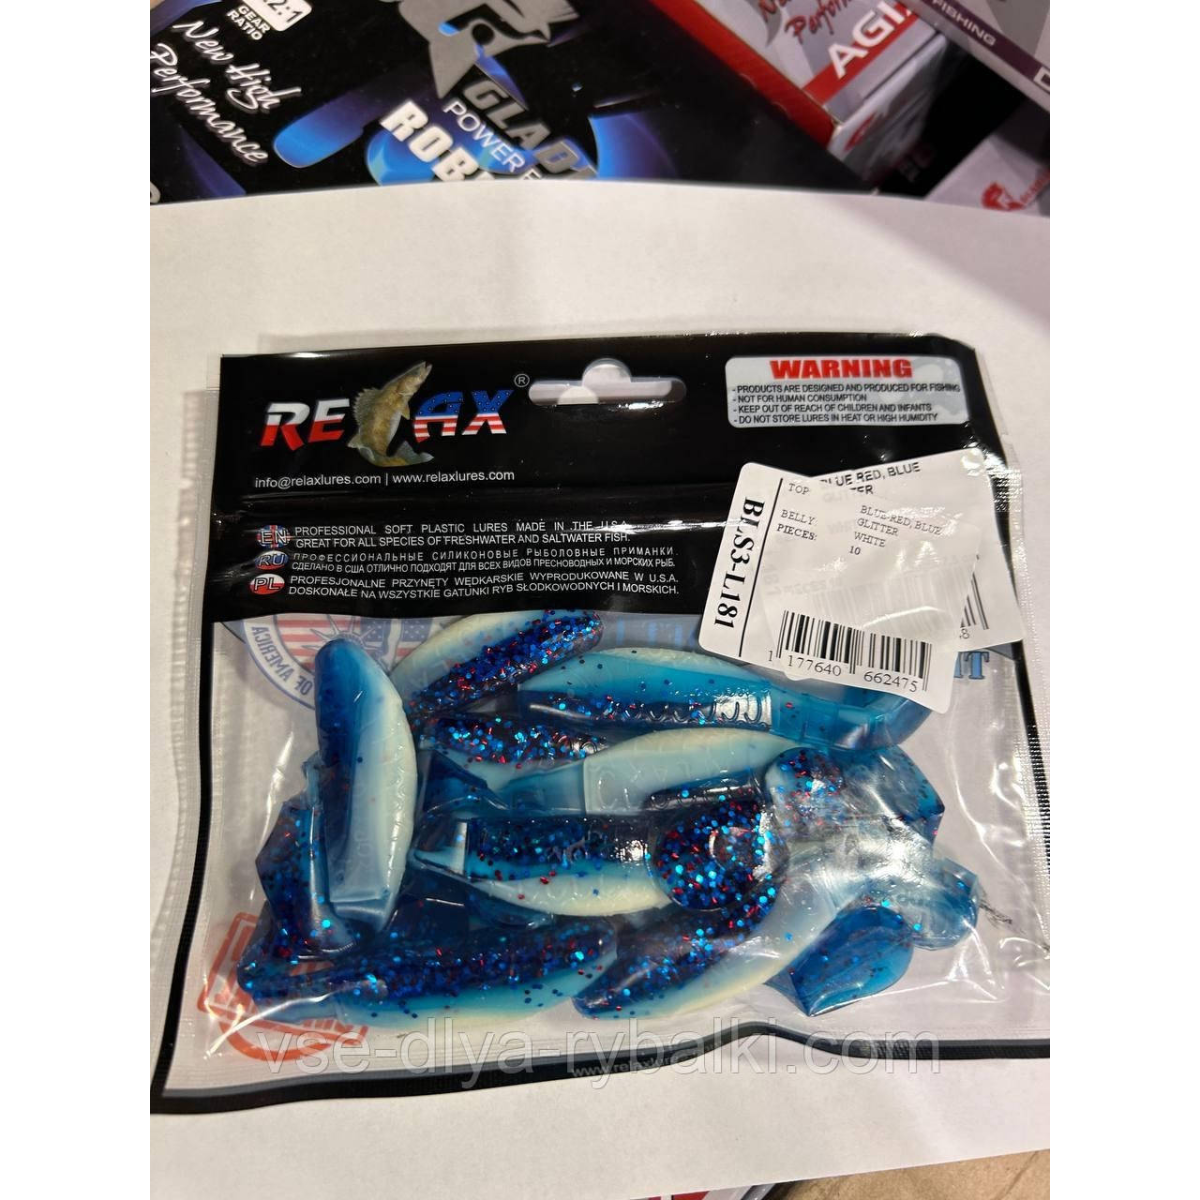 GEAR
RATIO
New High
Performance
POWER
FISHING
RELAX®
info@relaxlures.com | www.relaxlures.com
WARNING
- PRODUCTS ARE DESIGNED AND PRODUCED FOR FISHING
- NOT FOR HUMAN CONSUMPTION
- KEEP OUT OF REACH OF CHILDREN AND INFANTS
- DO NOT STORE LURES IN HEAT OR HIGH HUMIDITY
EN PROFESSIONAL SOFT PLASTIC LURES MADE IN THE U.S.A.
GREAT FOR ALL SPECIES OF FRESHWATER AND SALTWATER FISH.
RU ПРОФЕССИОНАЛЬНЫЕ СИЛИКОНОВЫЕ РЫБОЛОВНЫЕ ПРИМАНКИ.
СДЕЛАНО В США ОТЛИЧНО ПОДХОДЯТ ДЛЯ ВСЕХ ВИДОВ ПРЕСНОВОДНЫХ И МОРСКИХ РЫБ.
PL PROFESJONALNE PRZYNĘTY WĘDKARSKIE WYPRODUKOWANE W U.S.A.
DOSKONAŁE NA WSZYSTKIE GATUNKI RYB SŁODKOWODNYCH I MORSKICH.
BLS3-L181
TOP BLUE RED, BLUE
BLUE-RED, BLUE
GLITTER
BELLY: WHITE
PIECES: 10
1 177640 662475
OF AMERICA
vse-dlya-rybalki.com